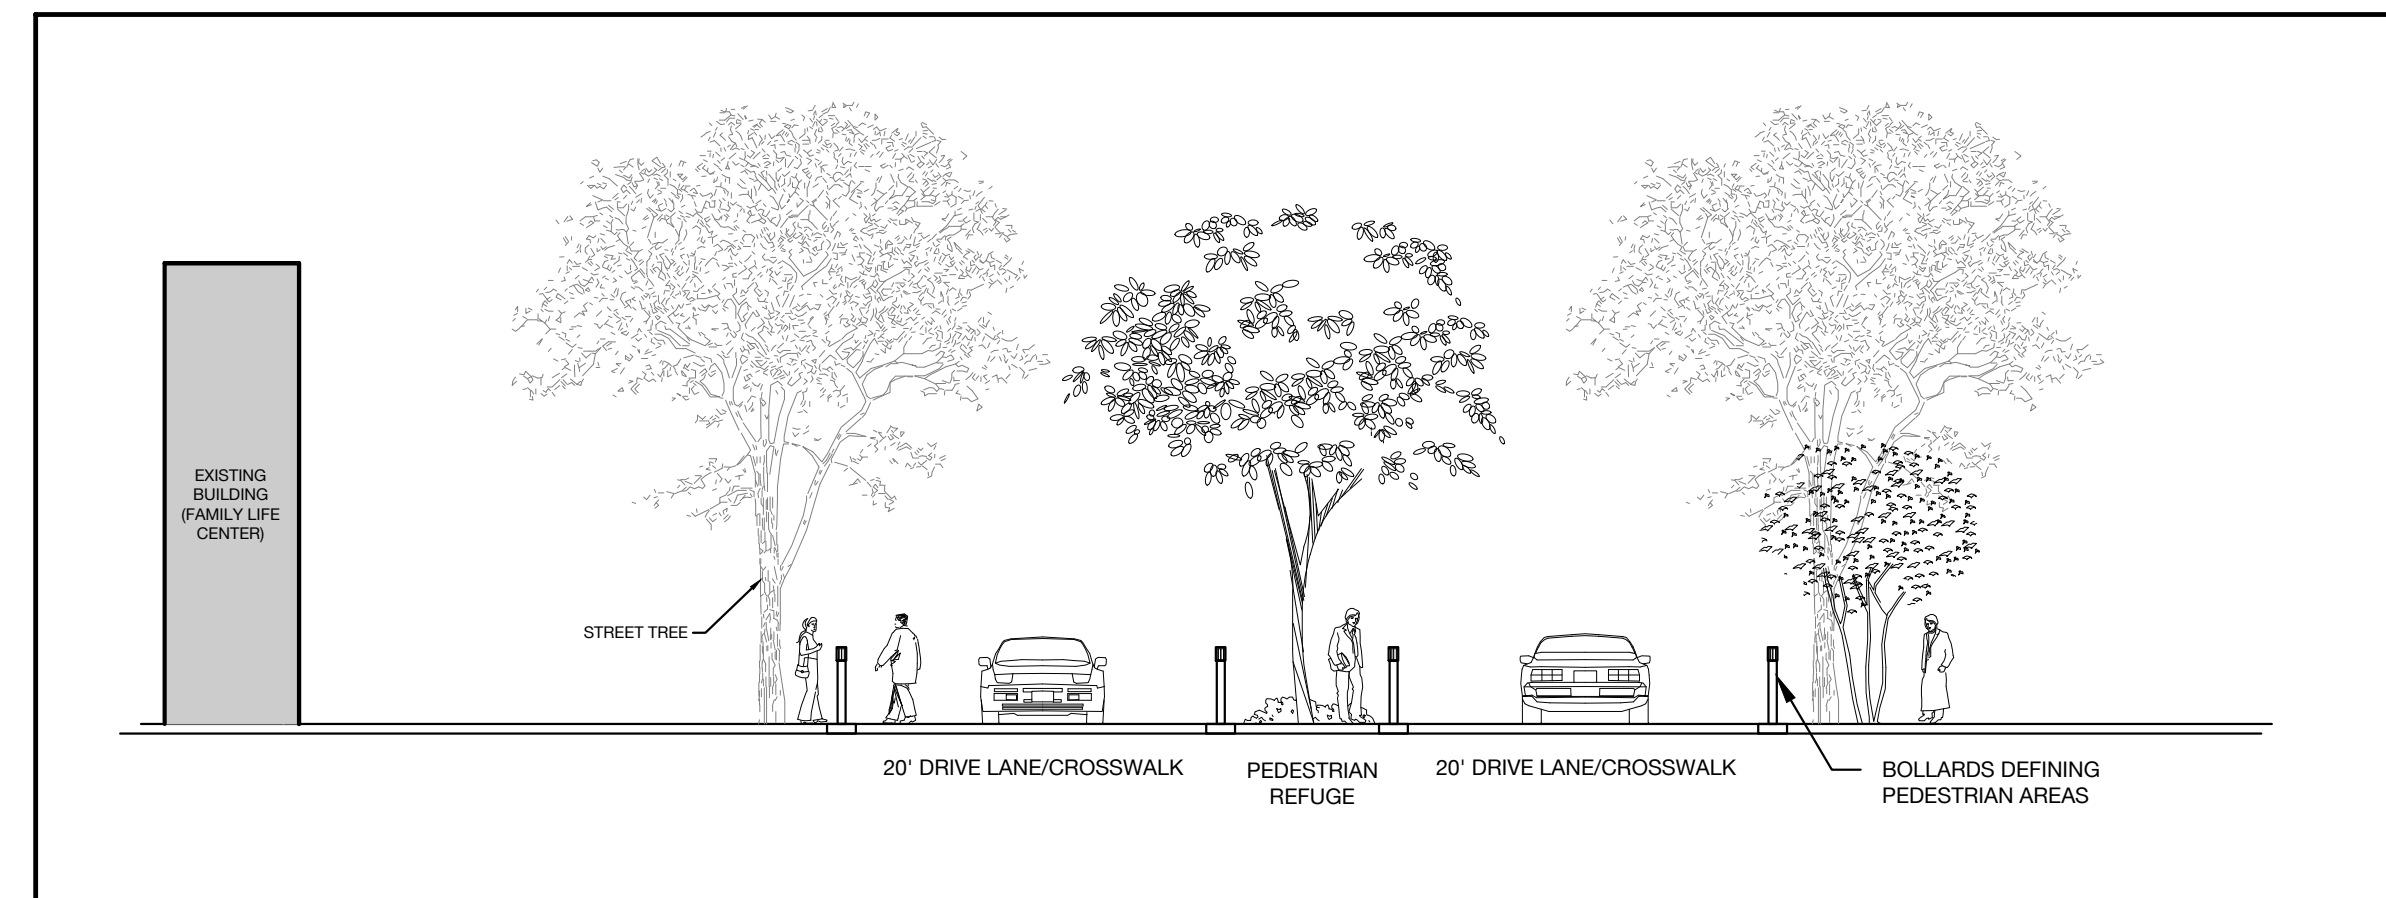 EXISTING
BUILDING
(FAMILY LIFE
CENTER)
STREET TREE
20' DRIVE LANE/CROSSWALK
PEDESTRIAN
REFUGE
20' DRIVE LANE/CROSSWALK
BOLLARDS DEFINING
PEDESTRIAN AREAS